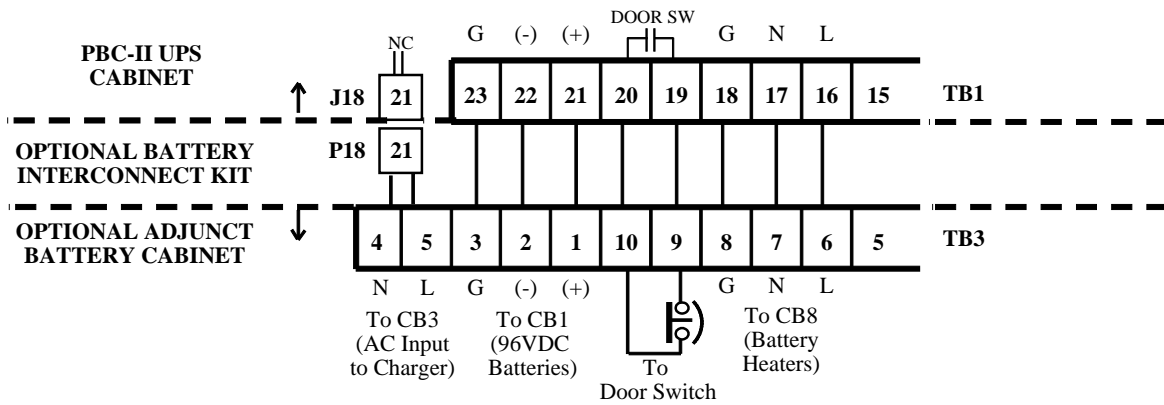 DOOR SW
G (-) (+) G N L
PBC-II UPS
CABINET
NC
J18 21 23 22 21 20 19 18 17 16 15 TB1
OPTIONAL BATTERY
INTERCONNECT KIT
P18 21
OPTIONAL ADJUNCT
BATTERY CABINET
4 5 3 2 1 10 9 8 7 6 5 TB3
N L G (-) (+) G N L
To CB3
(AC Input
to Charger)
To CB1
(96VDC
Batteries)
To
Door Switch
To CB8
(Battery
Heaters)